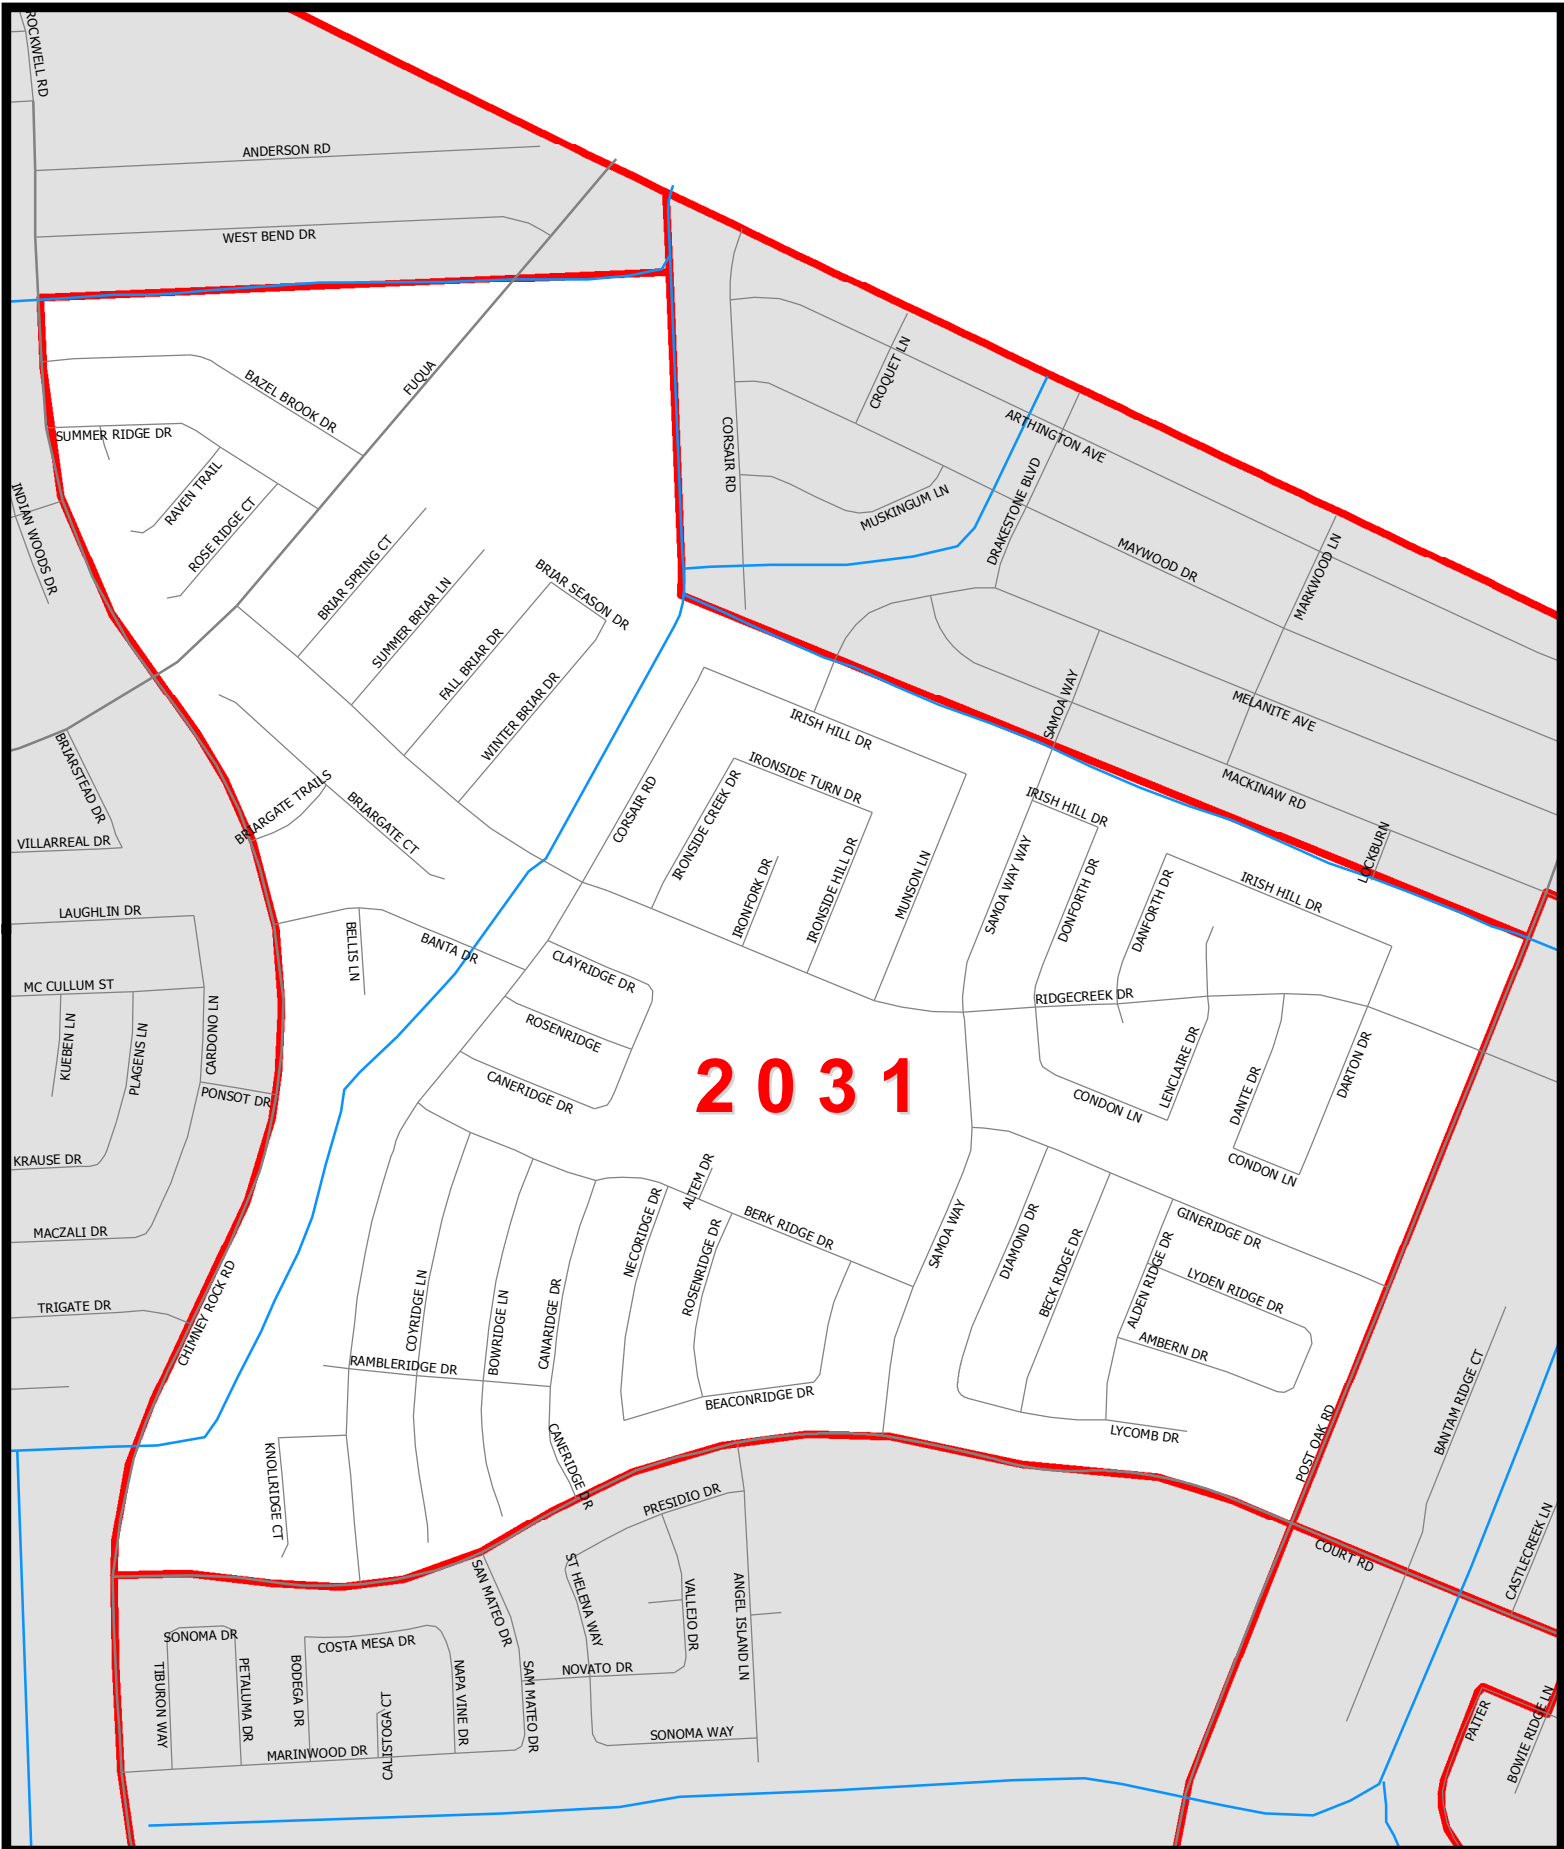 ROCKWELL RD
ANDERSON RD
WEST BEND DR
FUQUA
BAZEL BROOK DR
SUMMER RIDGE DR
RAVEN TRAIL
ROSE RIDGE CT
INDIAN WOODS DR
CROQUET LN
ARTHINGTON AVE
CORSAIR RD
MUSKINGUM LN
DRAKESTONE BLVD
MAYWOOD DR
MARKWOOD LN
BRIAR SPRING CT
SUMMER BRIAR LN
BRIAR SEASON DR
FALL BRIAR DR
WINTER BRIAR DR
SAMOA WAY
MELANITE AVE
MACKINAW RD
LOCKBURN
IRISH HILL DR
IRONSIDE TURN DR
IRONSIDE CREEK DR
CORSAIR RD
IRONFORK DR
IRONSIDE HILL DR
MUNSON LN
IRISH HILL DR
SAMOA WAY WAY
DONFORTH DR
DANFORTH DR
IRISH HILL DR
BRIARSTEAD DR
BRIARGATE TRAILS
BRIARGATE CT
VILLARREAL DR
LAUGHLIN DR
BELLIS LN
BANTA DR
CLAYRIDGE DR
ROSENRIDGE
CANERIDGE DR
MC CULLUM ST
KUEBEN LN
PLAGENS LN
CARDONO LN
PONSOT DR
RIDGECREEK DR
LENCLAIRE DR
CONDON LN
DANTE DR
DARTON DR
CONDON LN
2031
KRAUSE DR
MACZALI DR
TRIGATE DR
CHIMNEY ROCK RD
ALTEM DR
NECORIDGE DR
ROSENRIDGE DR
BERK RIDGE DR
SAMOA WAY
DIAMOND DR
BECK RIDGE DR
ALDEN RIDGE DR
GINERIDGE DR
LYDEN RIDGE DR
AMBERN DR
LYCOMB DR
COYRIDGE LN
BOWRIDGE LN
CANARIDGE DR
RAMBLERIDGE DR
BEACONRIDGE DR
KNOLLRIDGE CT
CANERIDGE DR
POST OAK RD
BANTAM RIDGE CT
CASTLECREEK LN
COURT RD
PRESIDIO DR
SAN MATEO DR
ST HELENA WAY
VALLEJO DR
ANGEL ISLAND LN
SONOMA DR
COSTA MESA DR
TIBURON WAY
PETALUMA DR
BODEGA DR
CALISTOGA CT
NAPA VINE DR
SAM MATEO DR
NOVATO DR
SONOMA WAY
MARINWOOD DR
PAITER
BOWIE RIDGE LN